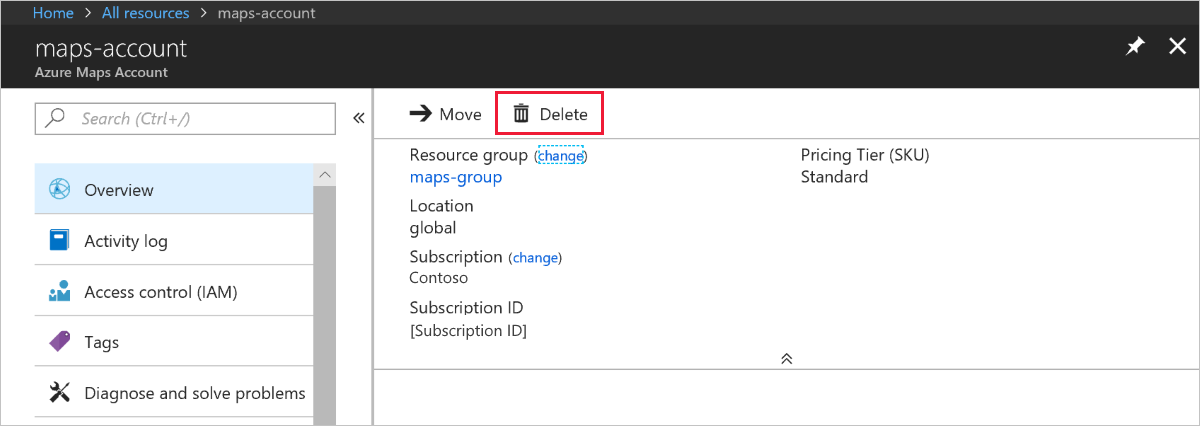 Home > All resources > maps-account
maps-account
Azure Maps Account
Search (Ctrl+/)
Overview
Activity log
Access control (IAM)
Tags
Diagnose and solve problems
Move Delete
Resource group (change)
maps-group
Location
global
Subscription (change)
Contoso
Subscription ID
[Subscription ID]
Pricing Tier (SKU)
Standard